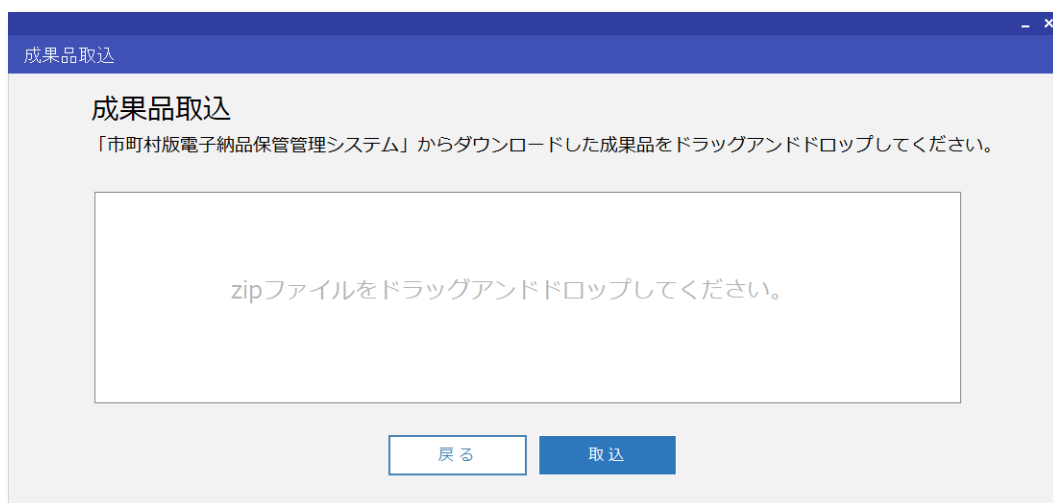 成果品取込
成果品取込
「市町村版電子納品保管管理システム」からダウンロードした成果品をドラッグアンドドロップしてください。
zipファイルをドラッグアンドドロップしてください。
戻る
取込